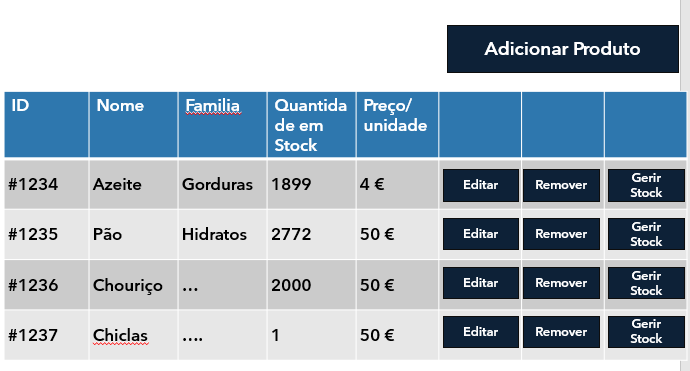 Adicionar Produto
ID Nome Familia Quantida Preço/
de em unidade
Stock
#1234 Azeite Gorduras 1899 4 € Editar Remover Gerir
Stock
#1235 Pão Hidratos 2772 50 € Editar Remover Gerir
Stock
#1236 Chouriço ... 2000 50 € Editar Remover Gerir
Stock
#1237 Chiclas .... 1 50 € Editar Remover Gerir
Stock